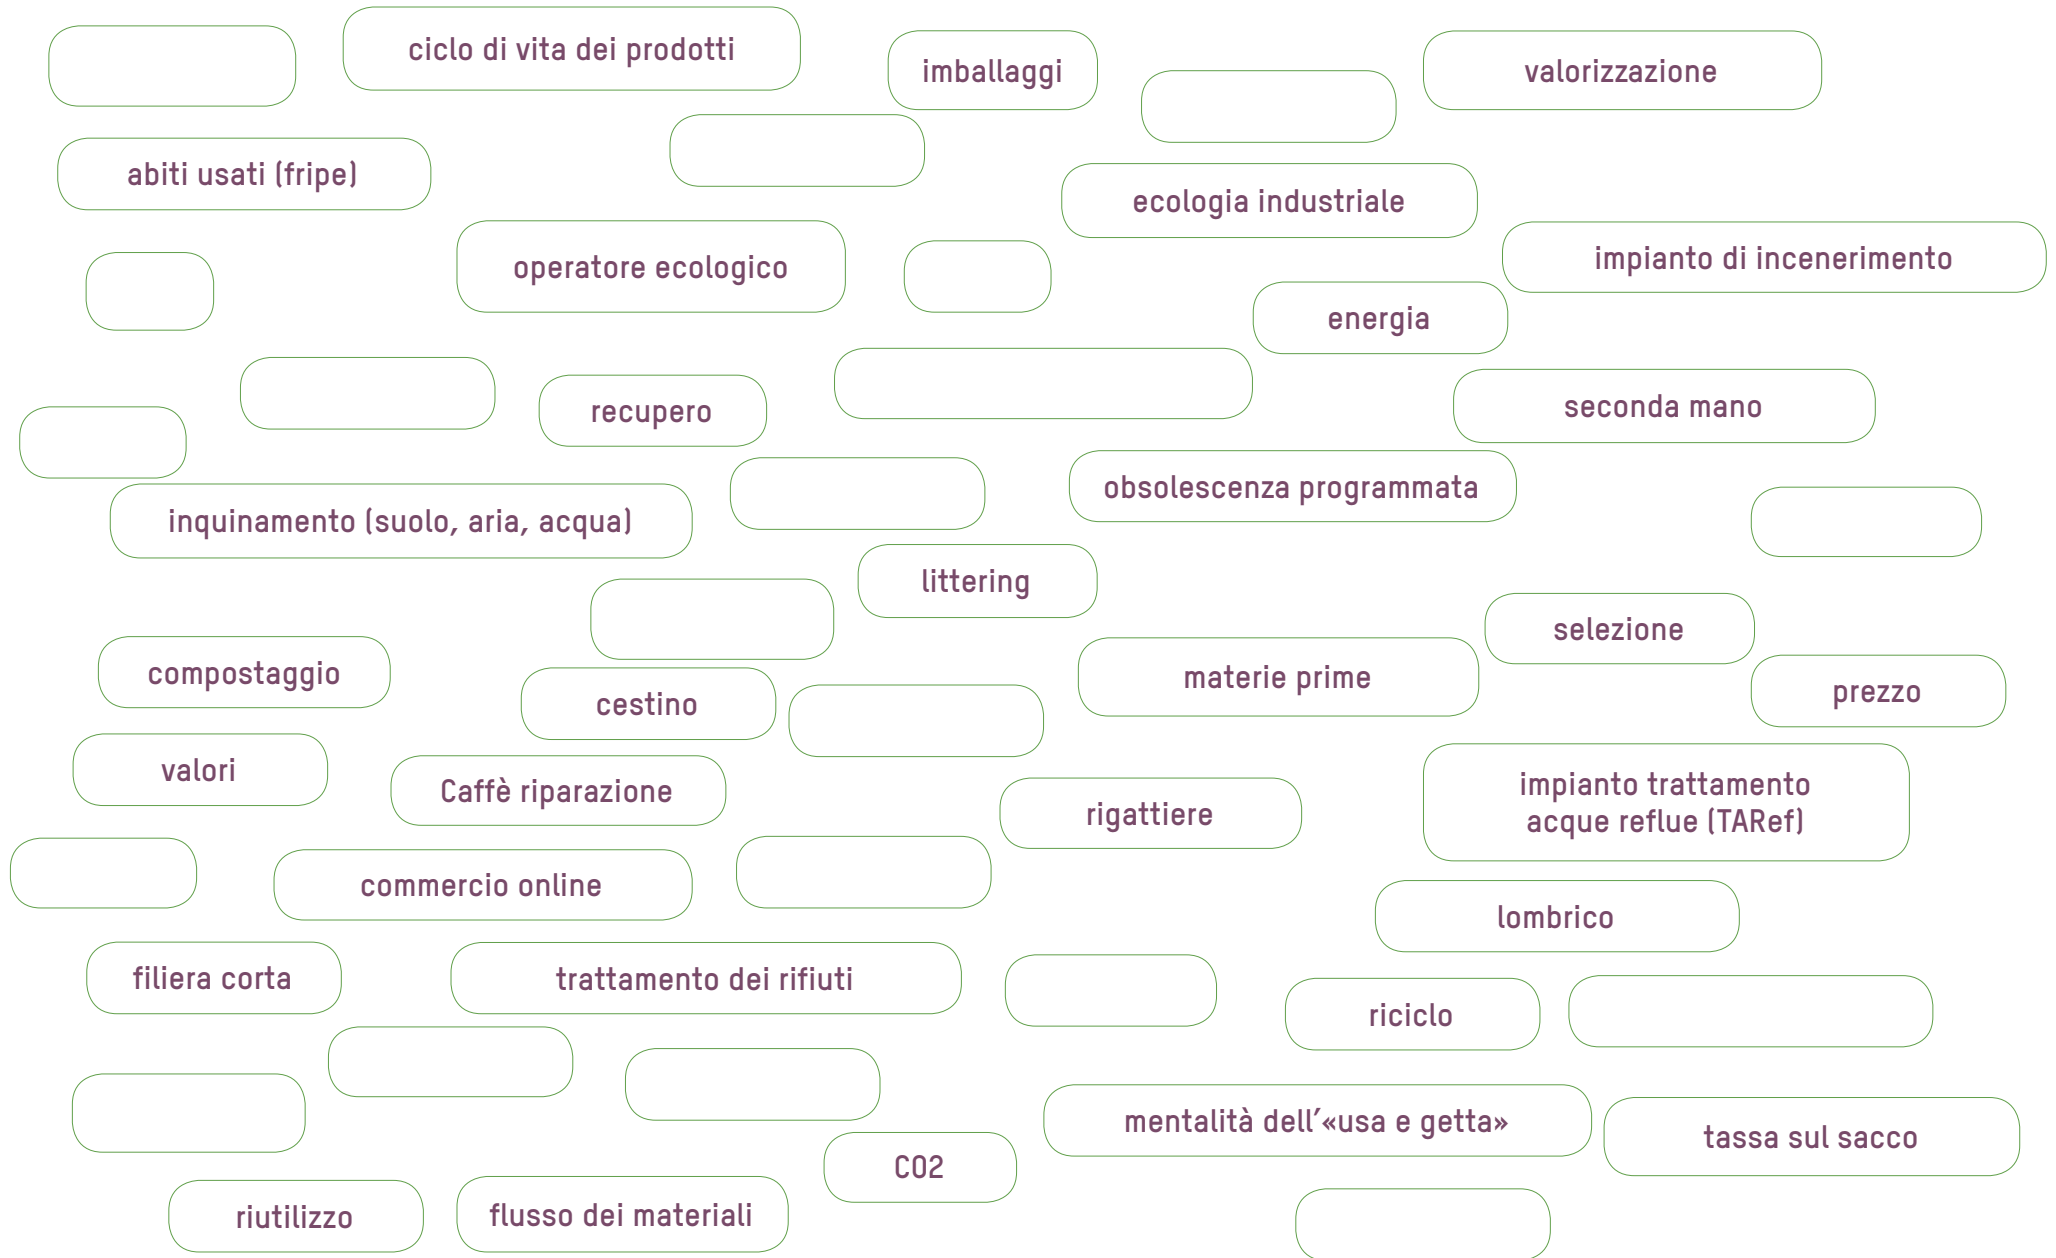 ciclo di vita dei prodotti
imballaggi
valorizzazione
abiti usati (fripe)
ecologia industriale
operatore ecologico
impianto di incenerimento
energia
recupero
seconda mano
obsolescenza programmata
inquinamento (suolo, aria, acqua)
littering
selezione
compostaggio
materie prime
prezzo
cestino
valori
Caffè riparazione
rigattiere
impianto trattamento
acque reflue (TARef)
commercio online
lombrico
filiera corta
trattamento dei rifiuti
riciclo
mentalità dell’«usa e getta»
tassa sul sacco
CO2
riutilizzo
flusso dei materiali